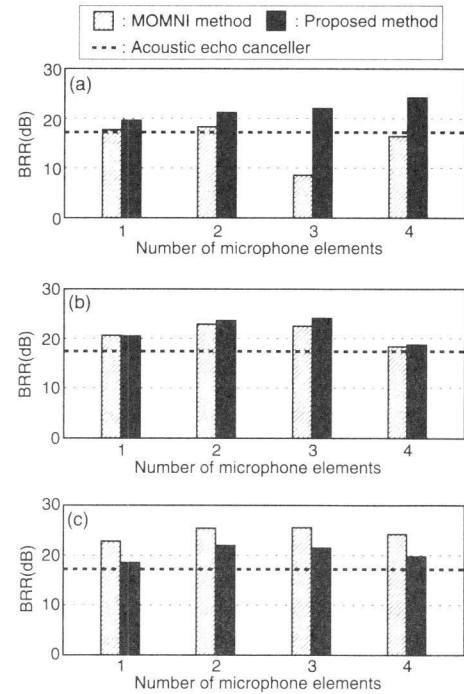 : MOMNI method : Proposed method
: Acoustic echo canceller
(a)
BRR(dB)
30
20
10
0
1 2 3 4
Number of microphone elements
(b)
BRR(dB)
30
20
10
0
1 2 3 4
Number of microphone elements
(c)
BRR(dB)
30
20
10
0
1 2 3 4
Number of microphone elements